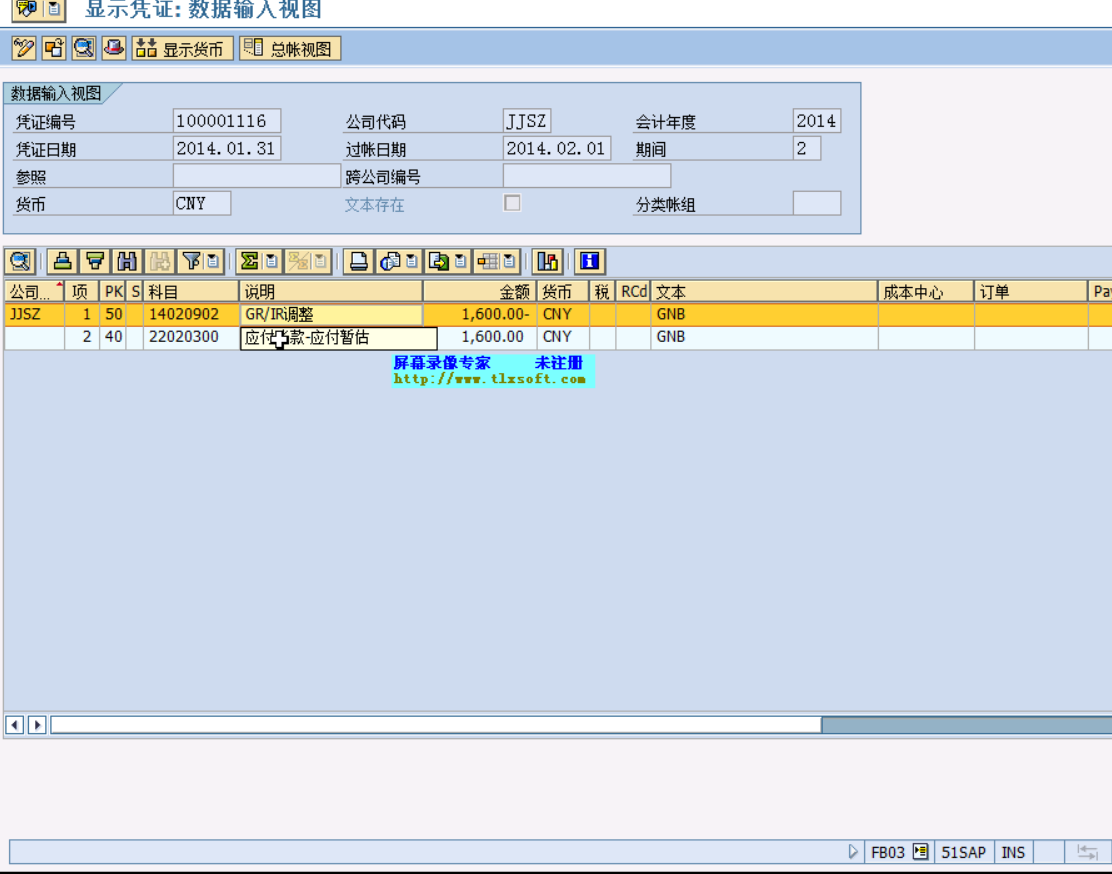 显示凭证: 数据输入视图
显示货币 总帐视图
数据输入视图
凭证编号 100001116 公司代码 JJSZ 会计年度 2014
凭证日期 2014.01.31 过帐日期 2014.02.01 期间 2
参照 跨公司编号
货币 CNY 文本存在 分类帐组
公司... 项 PK S 科目 说明 金额 货币 税 RCd 文本 成本中心 订单 Pa
JJSZ 1 50 14020902 GR/IR调整 1,600.00- CNY GNB
2 40 22020300 应付 款-应付暂估 1,600.00 CNY GNB
屏幕录像专家 未注册
http://www.tlxsoft.com
FB03 51SAP INS